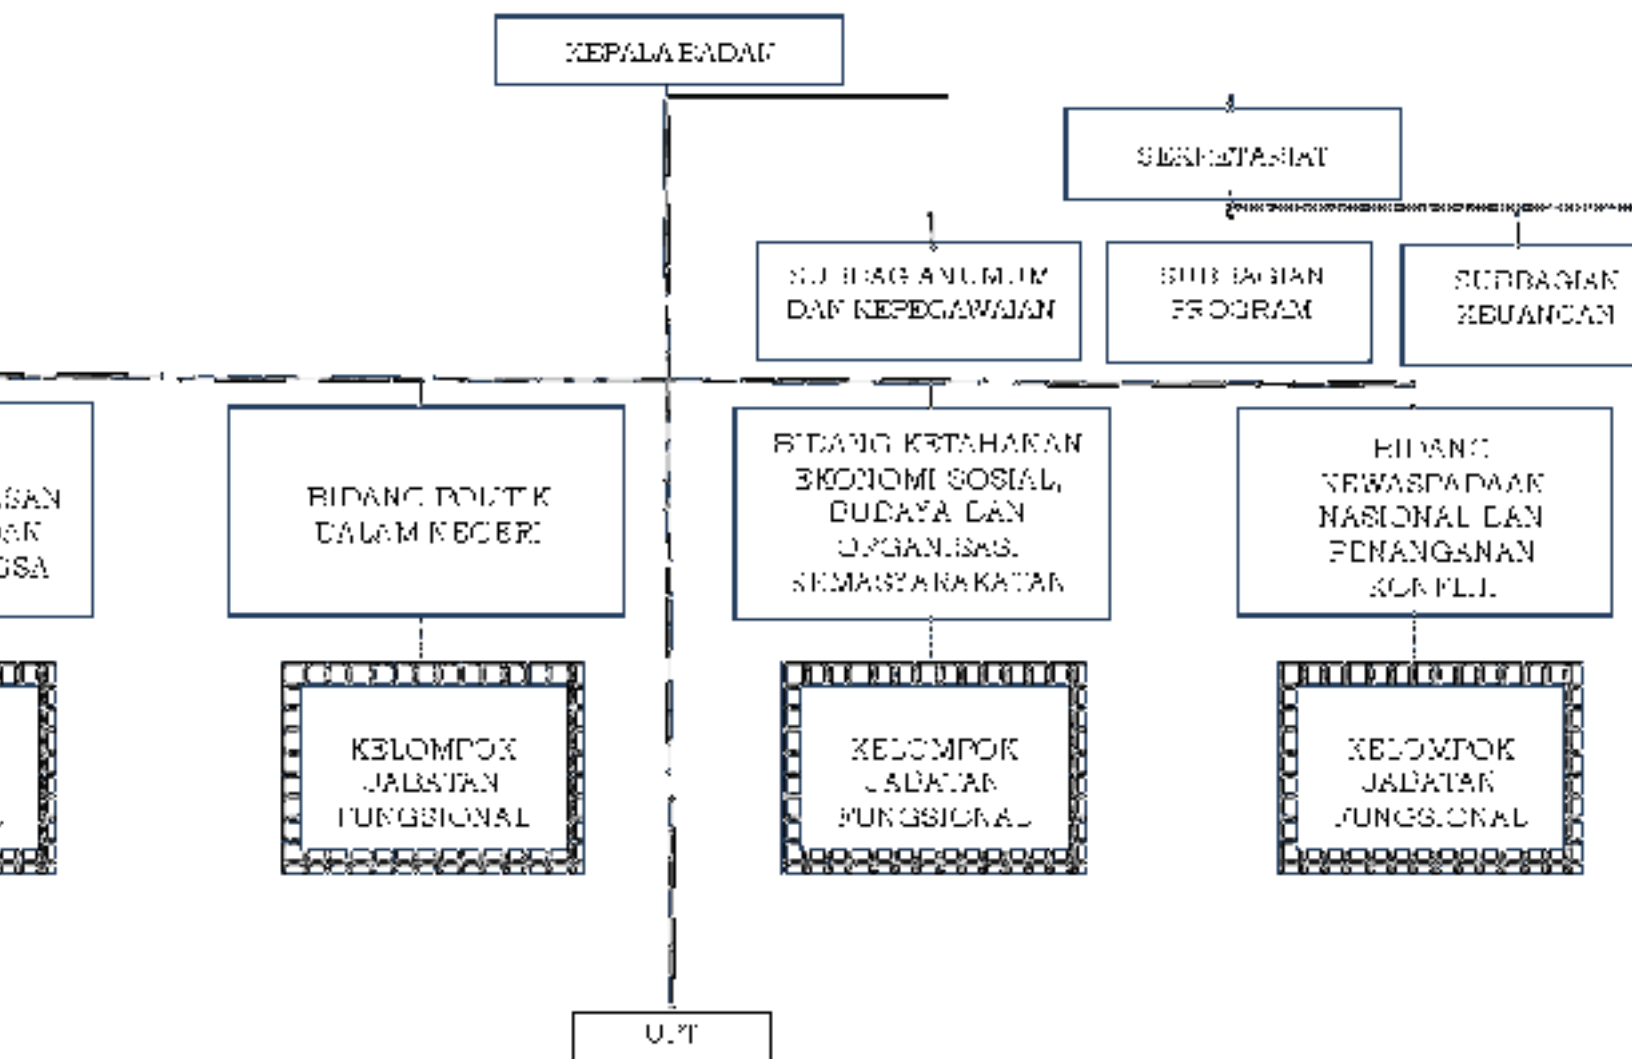 KEPALA BADAN
SEKRETARIAT
SUBBAGIAN UMUM
DAN KEPEGAWAIAN
SUBBAGIAN
PROGRAM
SUBBAGIAN
KEUANGAN
GSA
BIDANG POLITIK
DALAM NEGERI
BIDANG KETAHANAN
EKONOMI SOSIAL,
BUDAYA DAN
ORGANISASI
KEMASYARAKATAN
BIDANG
KEWASPADAAN
NASIONAL DAN
PENANGANAN
KONFLIK
KELOMPOK
JABATAN
FUNGSIONAL
KELOMPOK
JABATAN
FUNGSIONAL
KELOMPOK
JABATAN
FUNGSIONAL
UPT